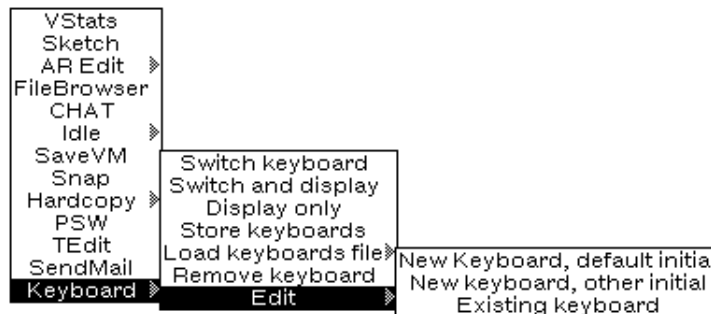 VStats
Sketch
AR Edit
FileBrowser
CHAT
Idle
SaveVM
Snap
Hardcopy
PSW
TEdit
SendMail
Keyboard
Switch keyboard
Switch and display
Display only
Store keyboards
Load keyboards file
Remove keyboard
Edit
New Keyboard, default initia
New keyboard, other initial
Existing keyboard